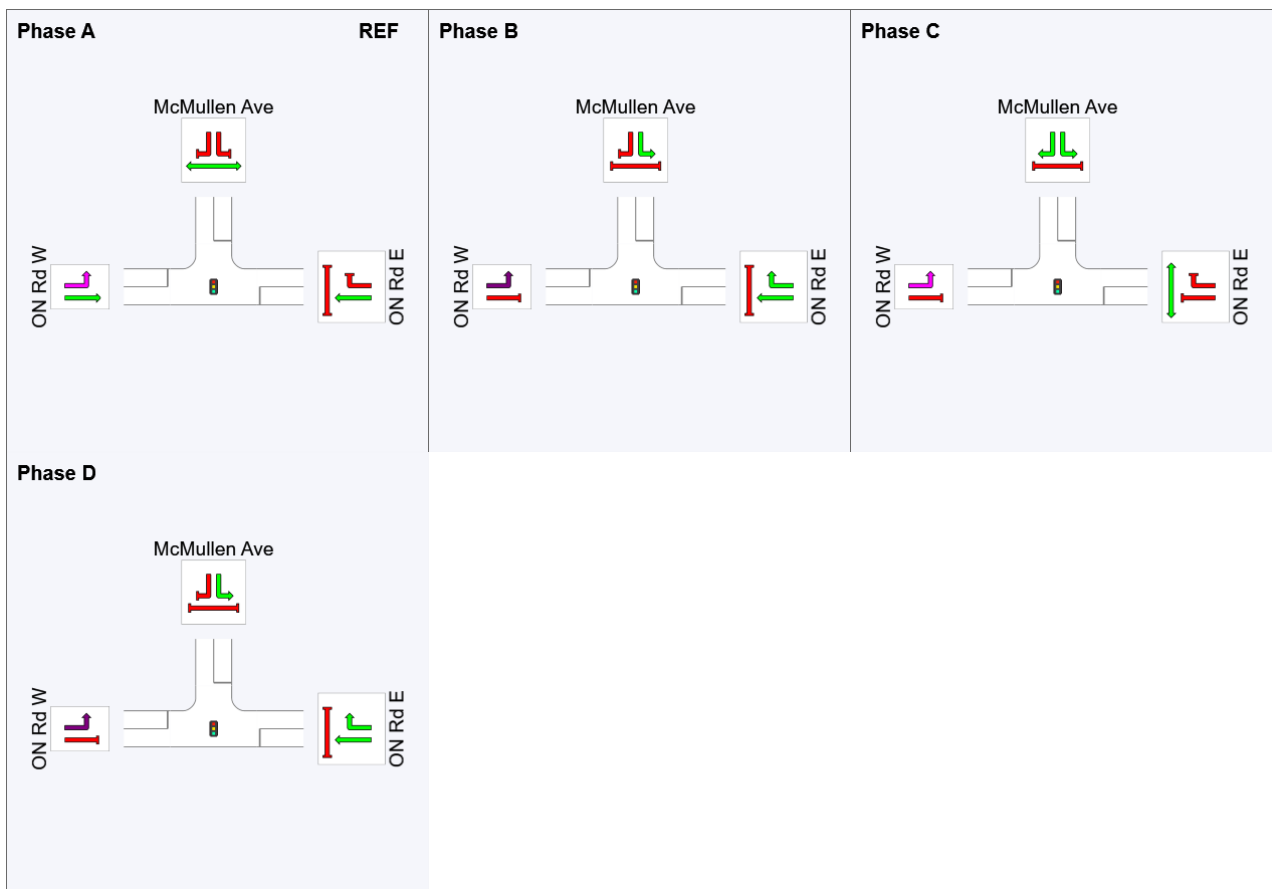 Phase A
REF
McMullen Ave
ON Rd W
ON Rd E
Phase B
McMullen Ave
ON Rd W
ON Rd E
Phase C
McMullen Ave
ON Rd W
ON Rd E
Phase D
McMullen Ave
ON Rd W
ON Rd E